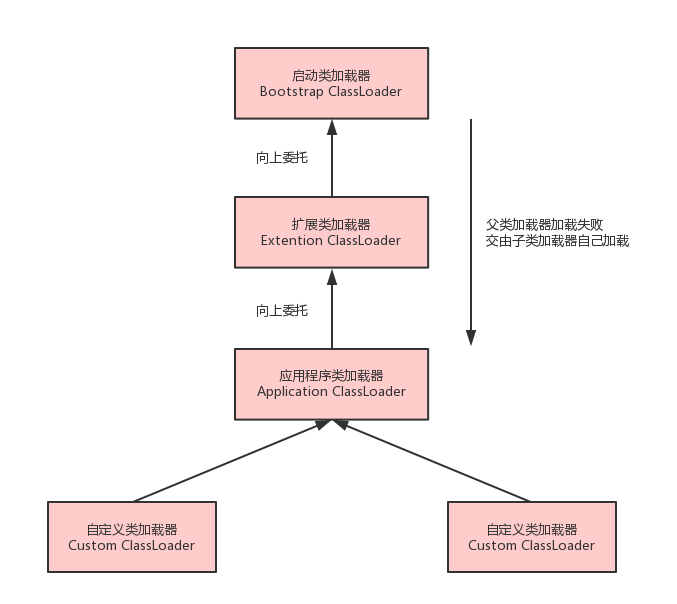 启动类加载器
Bootstrap ClassLoader
向上委托
扩展类加载器
Extention ClassLoader
父类加载器加载失败
交由子类加载器自己加载
向上委托
应用程序类加载器
Application ClassLoader
自定义类加载器
Custom ClassLoader
自定义类加载器
Custom ClassLoader